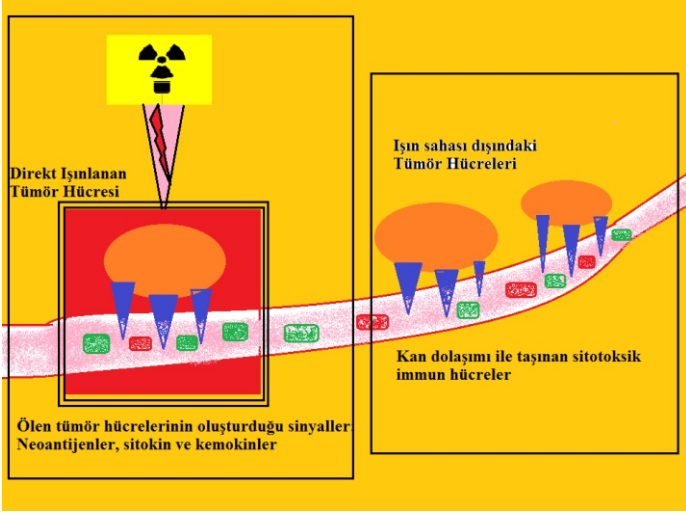 Direkt Işınlanan
Tümör Hücresi
Ölen tümör hücrelerinin oluşturduğu sinyaller:
Neoantijenler, sitokin ve kemokinler
Işın sahası dışındaki
Tümör Hücreleri
Kan dolaşımı ile taşınan sitotoksik
immun hücreler